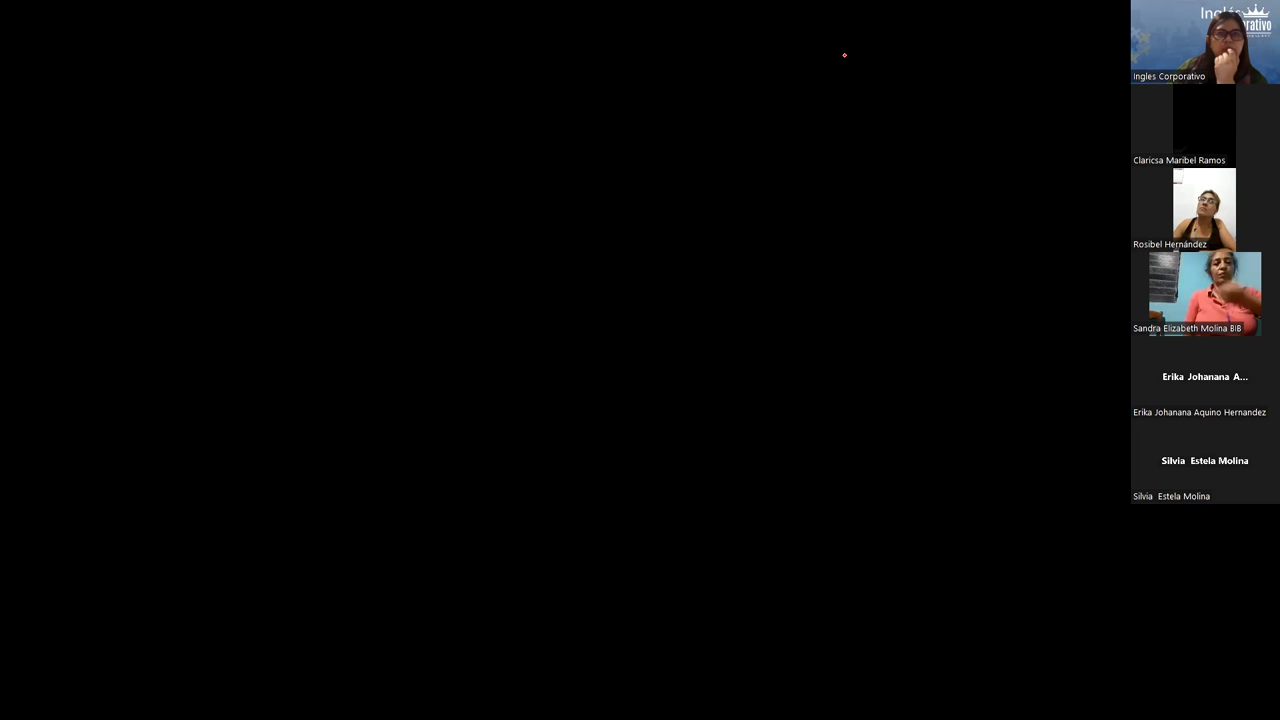 Inglés
rativo
Ingles Corporativo
Claricsa Maribel Ramos
Rosibel Hernández
Sandra Elizabeth Molina BIB
Erika Johanana A...
Erika Johanana Aquino Hernandez
Silvia Estela Molina
Silvia Estela Molina